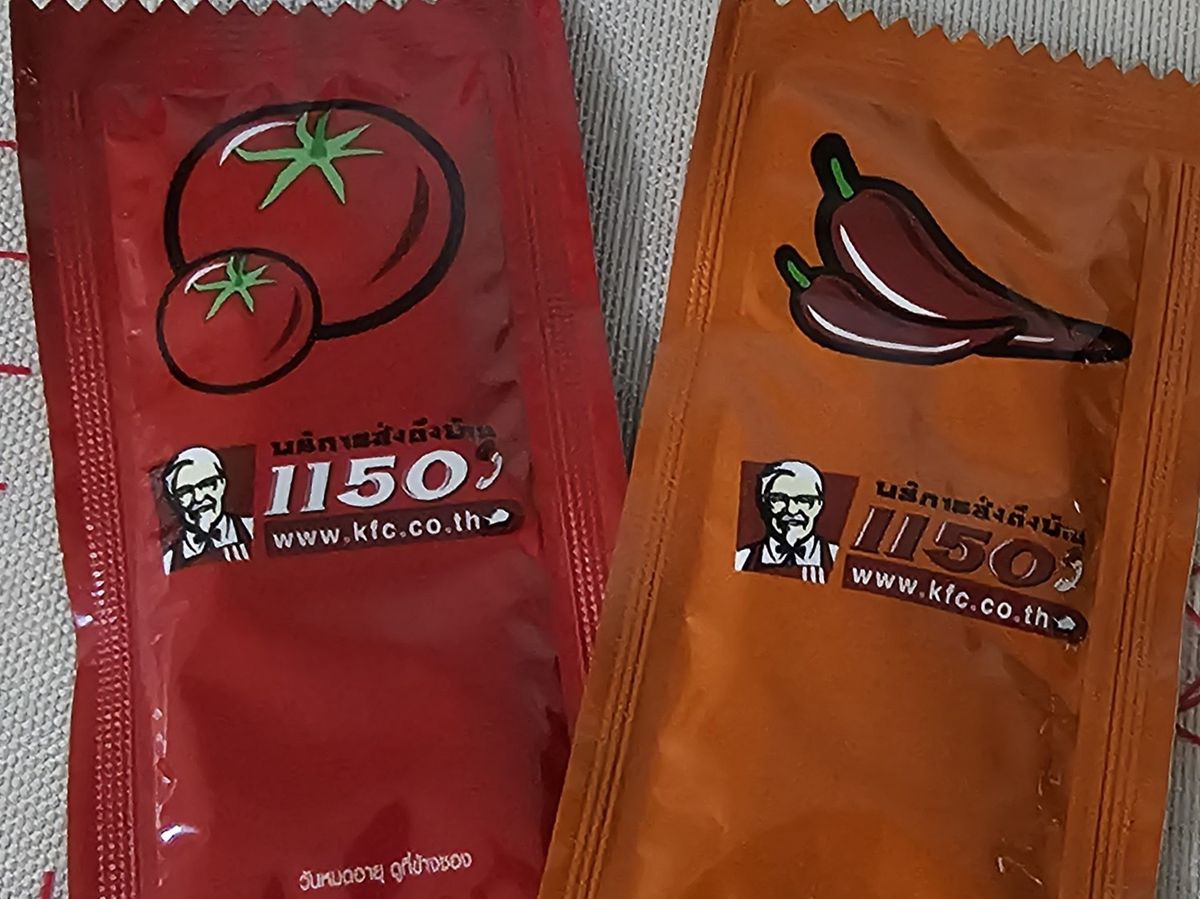 บริการส่งถึงบ้าน
1150
www.kfc.co.th
วันหมดอายุ ดูที่ข้างซอง
บริการส่งถึงบ้าน
1150
www.kfc.co.th